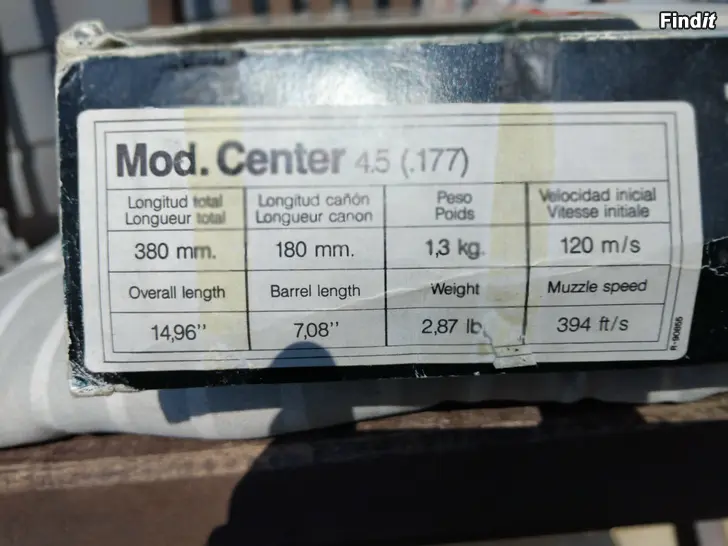 Findit
Mod. Center 4.5 (.177)
Longitud total
Longueur total
Longitud cañón
Longueur canon
Peso
Poids
Velocidad inicial
Vitesse initiale
380 mm.
180 mm.
1,3 kg.
120 m/s
Overall length
Barrel length
Weight
Muzzle speed
14,96"
7,08"
2,87 lb
394 ft/s
R-90855